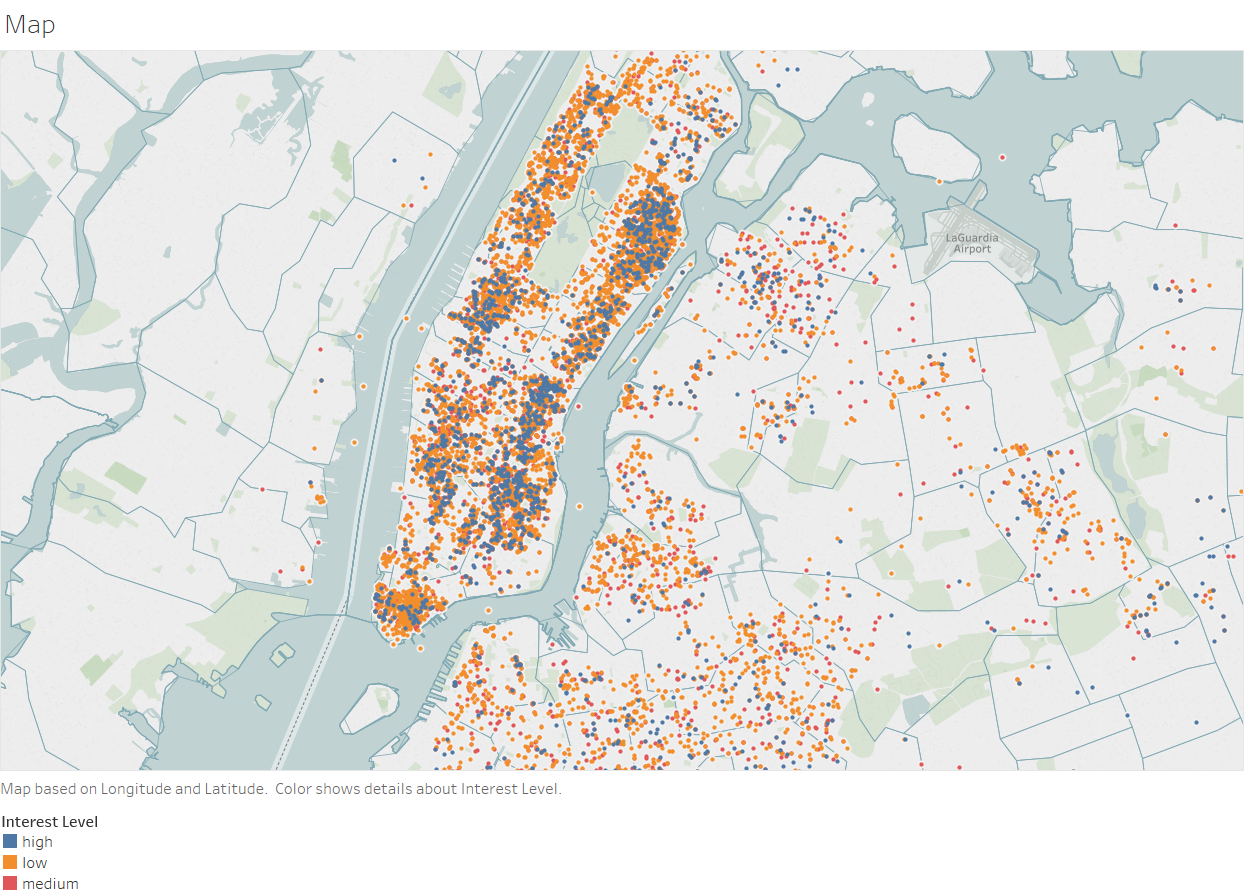 Map
LaGuardia
Airport
Map based on Longitude and Latitude.  Color shows details about Interest Level.
Interest Level
high
low
medium